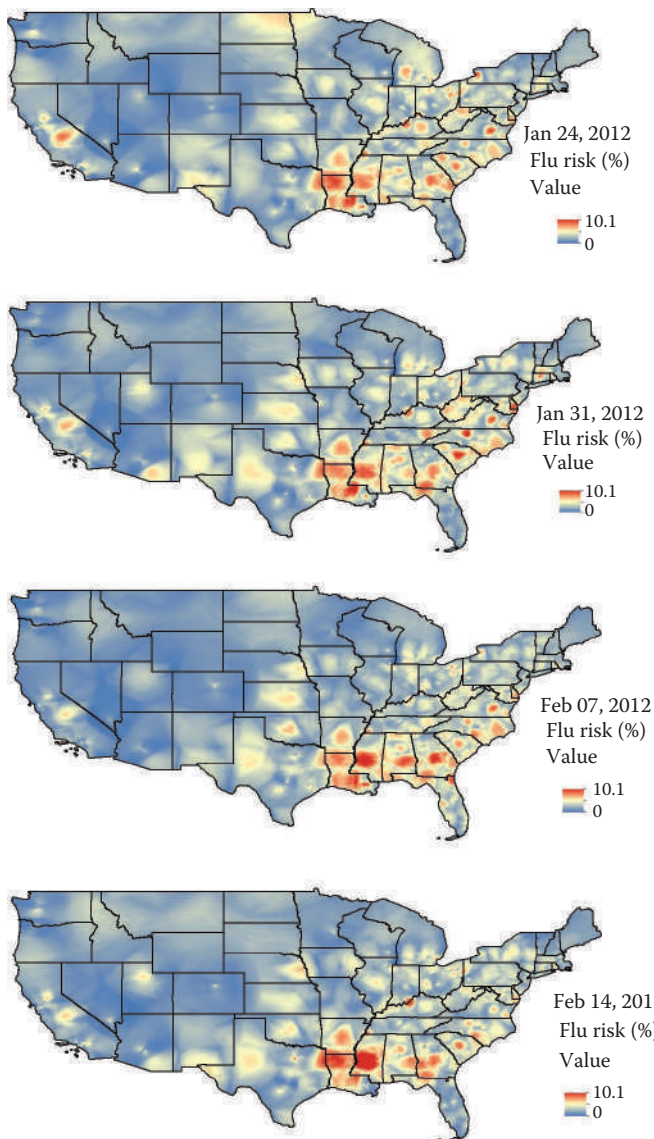 Jan 24, 2012
Flu risk (%)
Value
10.1
0
Jan 31, 2012
Flu risk (%)
Value
10.1
0
Feb 07, 2012
Flu risk (%)
Value
10.1
0
Feb 14, 201
Flu risk (%)
Value
10.1
0